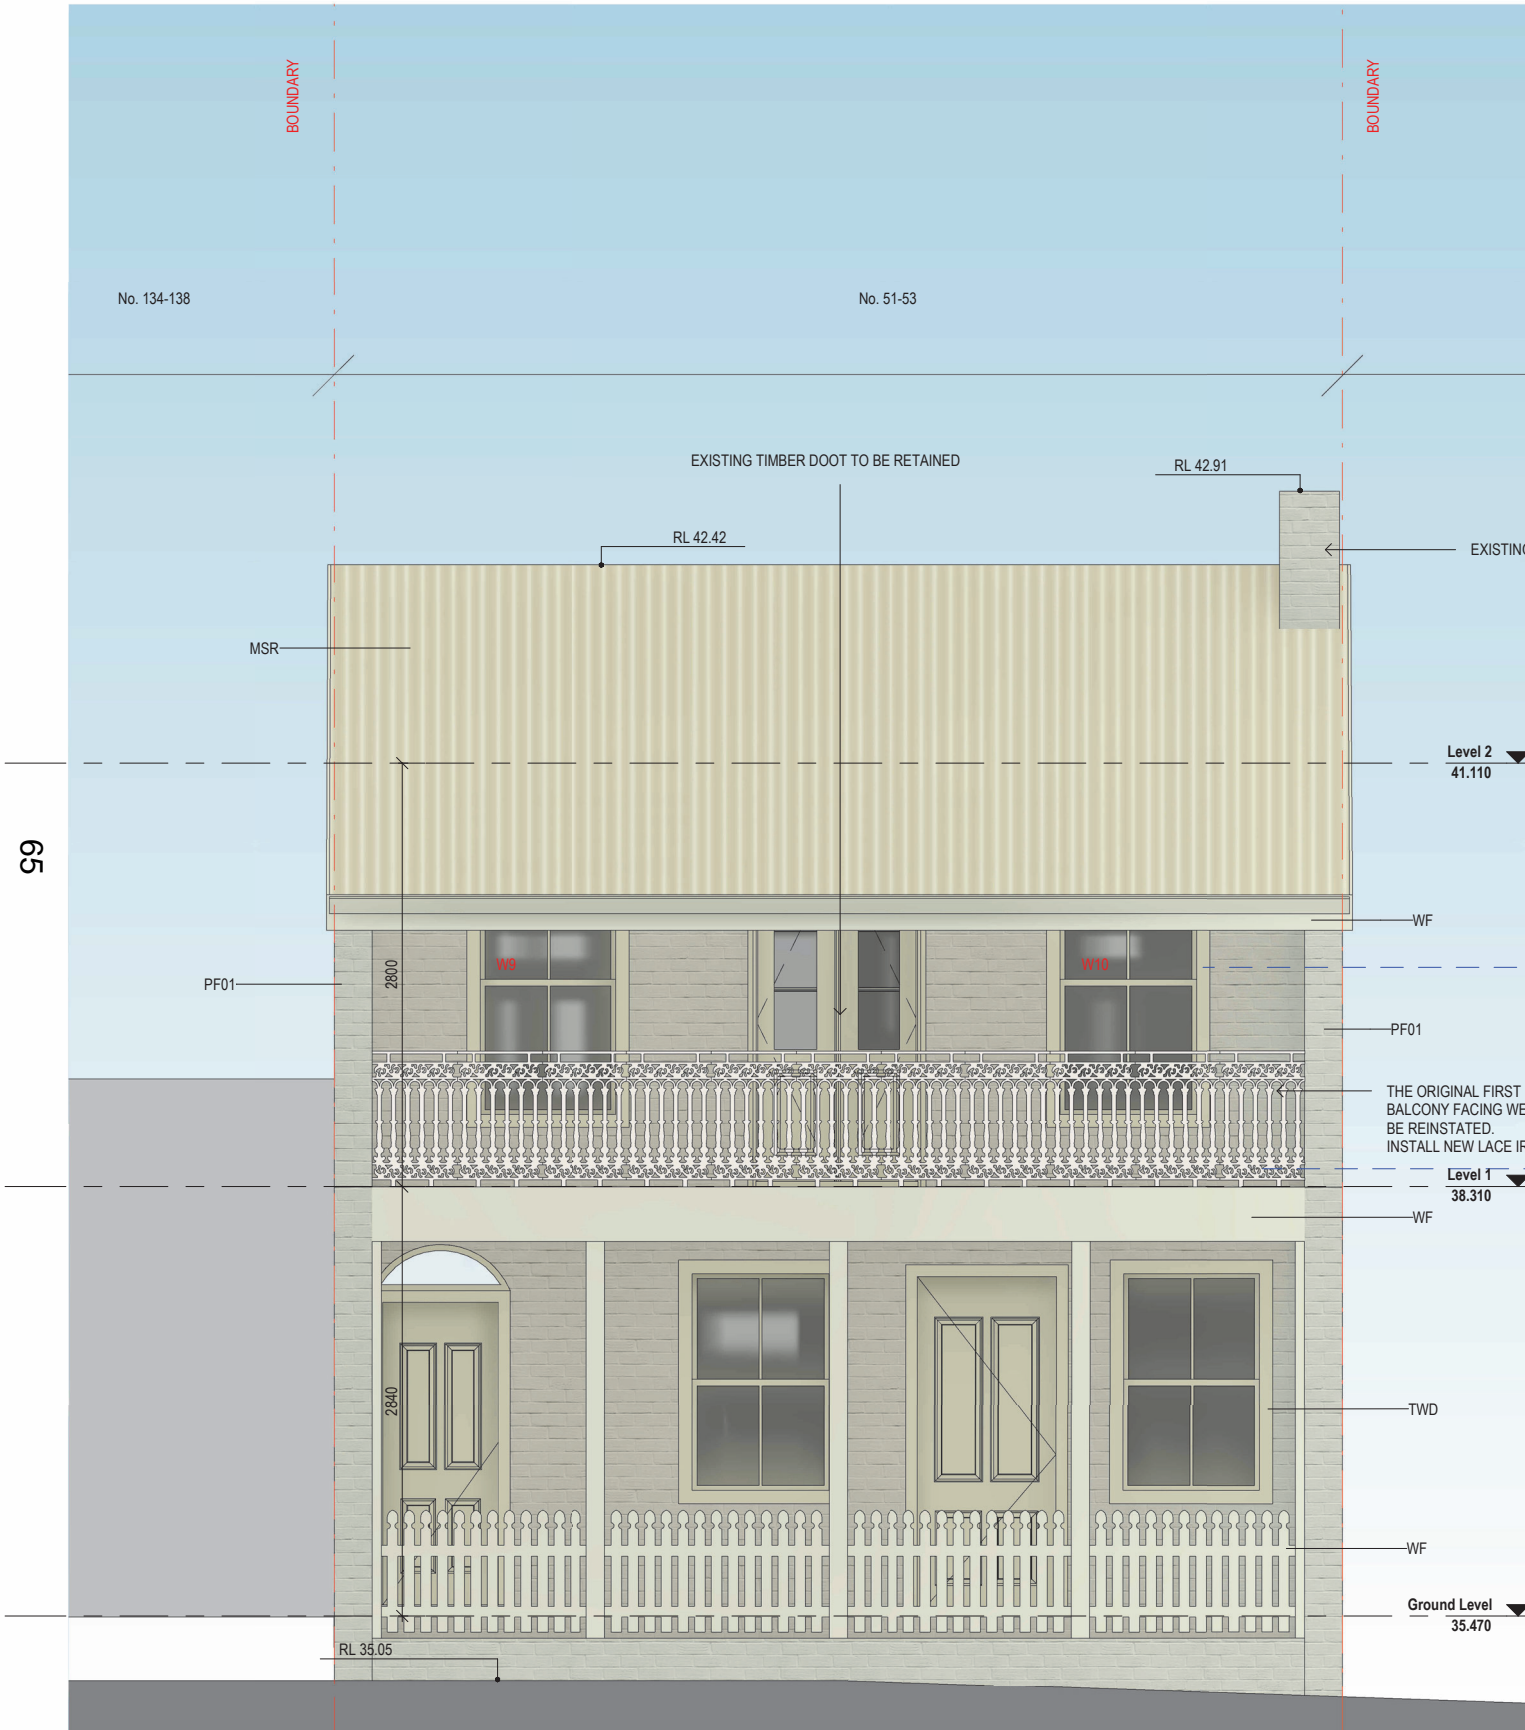 BOUNDARY
BOUNDARY
No. 134-138
No. 51-53
EXISTING TIMBER DOOT TO BE RETAINED
RL 42.91
RL 42.42
EXISTING
MSR
Level 2
41.110
65
WF
W9
W10
2800
PF01
PF01
THE ORIGINAL FIRST
BALCONY FACING WE
BE REINSTATED.
INSTALL NEW LACE IR
Level 1
38.310
WF
2840
TWD
WF
Ground Level
35.470
RL 35.05